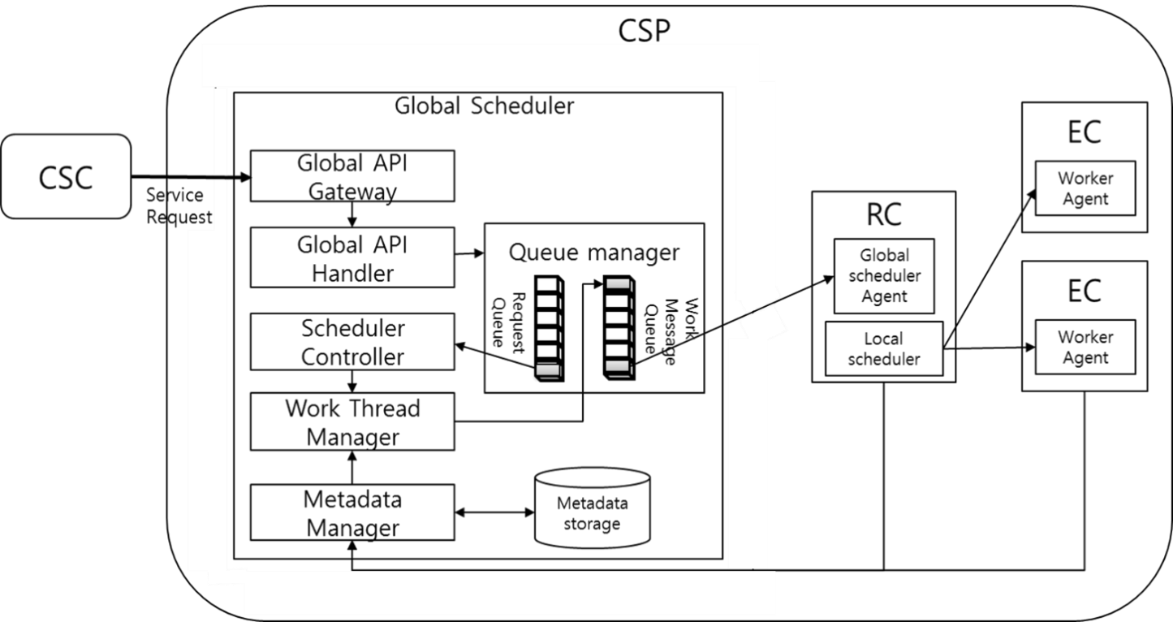 CSP
Global Scheduler
CSC
Service
Request
Global API
Gateway
Global API
Handler
Queue manager
Request
Queue
Work
Message
Queue
Scheduler
Controller
Work Thread
Manager
Metadata
Manager
Metadata
storage
RC
Global
scheduler
Agent
Local
scheduler
EC
Worker
Agent
EC
Worker
Agent